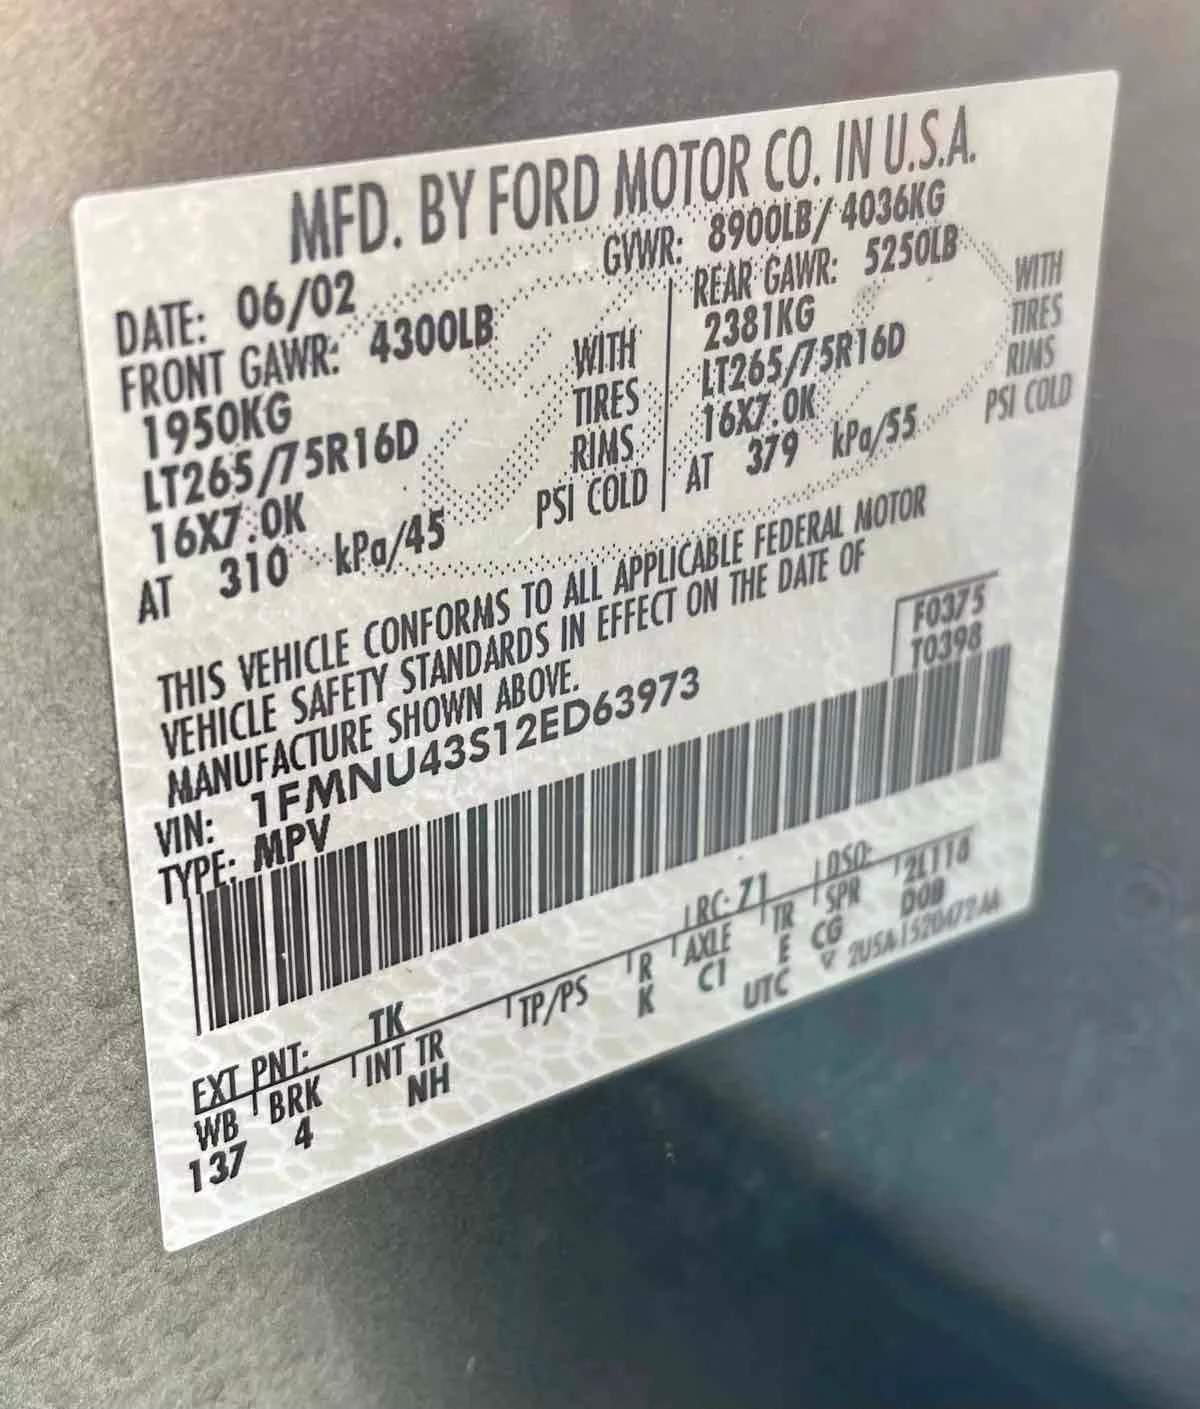 MFD. BY FORD MOTOR CO. IN U.S.A.
DATE: 06/02 GVWR: 8900LB/ 4036KG
FRONT GAWR: 4300LB REAR GAWR: 5250LB
1950KG WITH 2381KG WITH
LT265/75R16D TIRES LT265/75R16D TIRES
16X7.0K RIMS 16X7.0K RIMS
AT 310 kPa/45 PSI COLD AT 379 kPa/55 PSI COLD
THIS VEHICLE CONFORMS TO ALL APPLICABLE FEDERAL MOTOR
VEHICLE SAFETY STANDARDS IN EFFECT ON THE DATE OF
MANUFACTURE SHOWN ABOVE.
F0375
T0398
VIN: 1FMNU43S12ED63973
TYPE: MPV
EXT PNT: TK RC: 71 DSO: 2L110
WB BRK INT TR TP/PS R AXLE TR SPR DOB
137 4 NH K C1 E CG
UTC ▽ 2U5A1520472AA